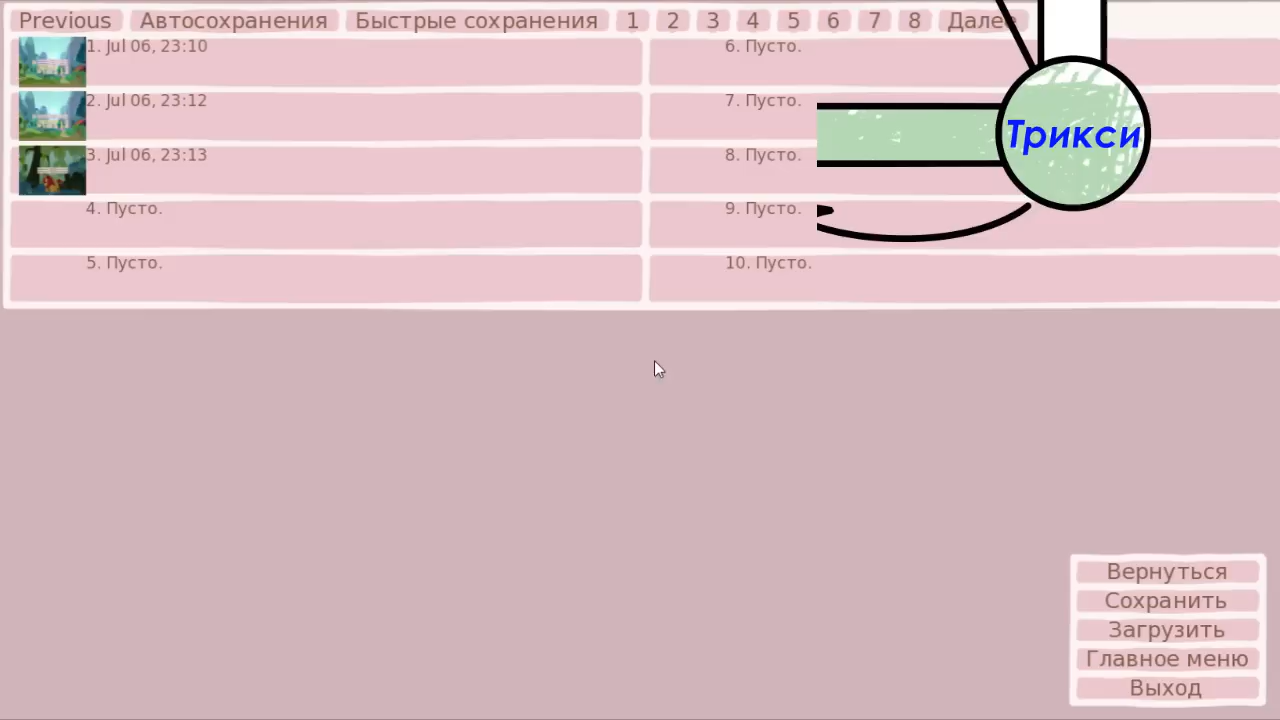 Previous Автосохранения Быстрые сохранения 1 2 3 4 5 6 7 8 Далее
1. Jul 06, 23:10
2. Jul 06, 23:12
3. Jul 06, 23:13
4. Пусто.
5. Пусто.
6. Пусто.
7. Пусто.
8. Пусто.
9. Пусто.
10. Пусто.
Трикси
Вернуться
Сохранить
Загрузить
Главное меню
Выход